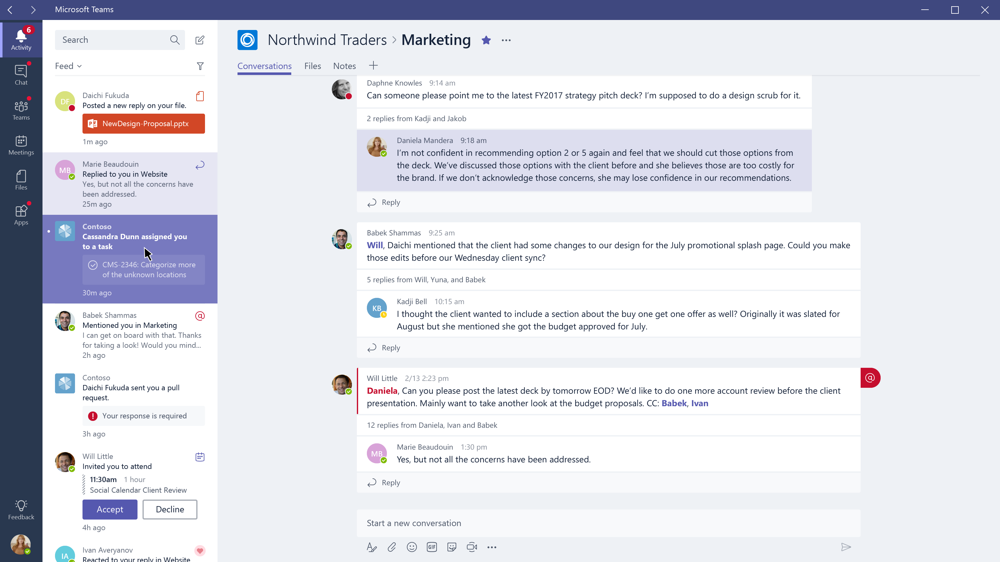 Microsoft Teams
6
Activity
Chat
Teams
Meetings
Files
Apps
Feedback
Search
Feed
DF
Daichi Fukuda
Posted a new reply on your file.
NewDesign-Proposal.pptx
1m ago
MB
Marie Beaudouin
Replied to you in Website
Yes, but not all the concerns have
been addressed.
25m ago
Contoso
Cassandra Dunn assigned you
to a task
CMS-2346: Categorize more
of the unknown locations
30m ago
Babek Shammas
@
Mentioned you in Marketing
I can get on board with that. Thanks
for taking a look! Would you mind...
2h ago
Contoso
Daichi Fukuda sent you a pull
request.
Your response is required
3h ago
Will Little
Invited you to attend
11:30am 1 hour
Social Calendar Client Review
Accept Decline
4h ago
IA
Ivan Averyanov
Reacted to your reply in Website
Northwind Traders > Marketing
Conversations Files Notes
Daphne Knowles 9:14 am
Can someone please point me to the latest FY2017 strategy pitch deck? I’m supposed to do a design scrub for it.
2 replies from Kadji and Jakob
Daniela Mandera 9:18 am
I’m not confident in recommending option 2 or 5 again and feel that we should cut those options from
the deck. We’ve discussed those options with the client before and she believes those are too costly for
the brand. If we don’t acknowledge those concerns, she may lose confidence in our recommendations.
Reply
Babek Shammas 9:25 am
Will, Daichi mentioned that the client had some changes to our design for the July promotional splash page. Could you make
those edits before our Wednesday client sync?
5 replies from Will, Yuna, and Babek
KB
Kadji Bell 10:15 am
I thought the client wanted to include a section about the buy one get one offer as well? Originally it was slated for
August but she mentioned she got the budget approved for July.
Reply
Will Little 2/13 2:23 pm
@
Daniela, Can you please post the latest deck by tomorrow EOD? We’d like to do one more account review before the client
presentation. Mainly want to take another look at the budget proposals. CC: Babek, Ivan
12 replies from Daniela, Ivan and Babek
MB
Marie Beaudouin 1:30 pm
Yes, but not all the concerns have been addressed.
Reply
Start a new conversation
GIF